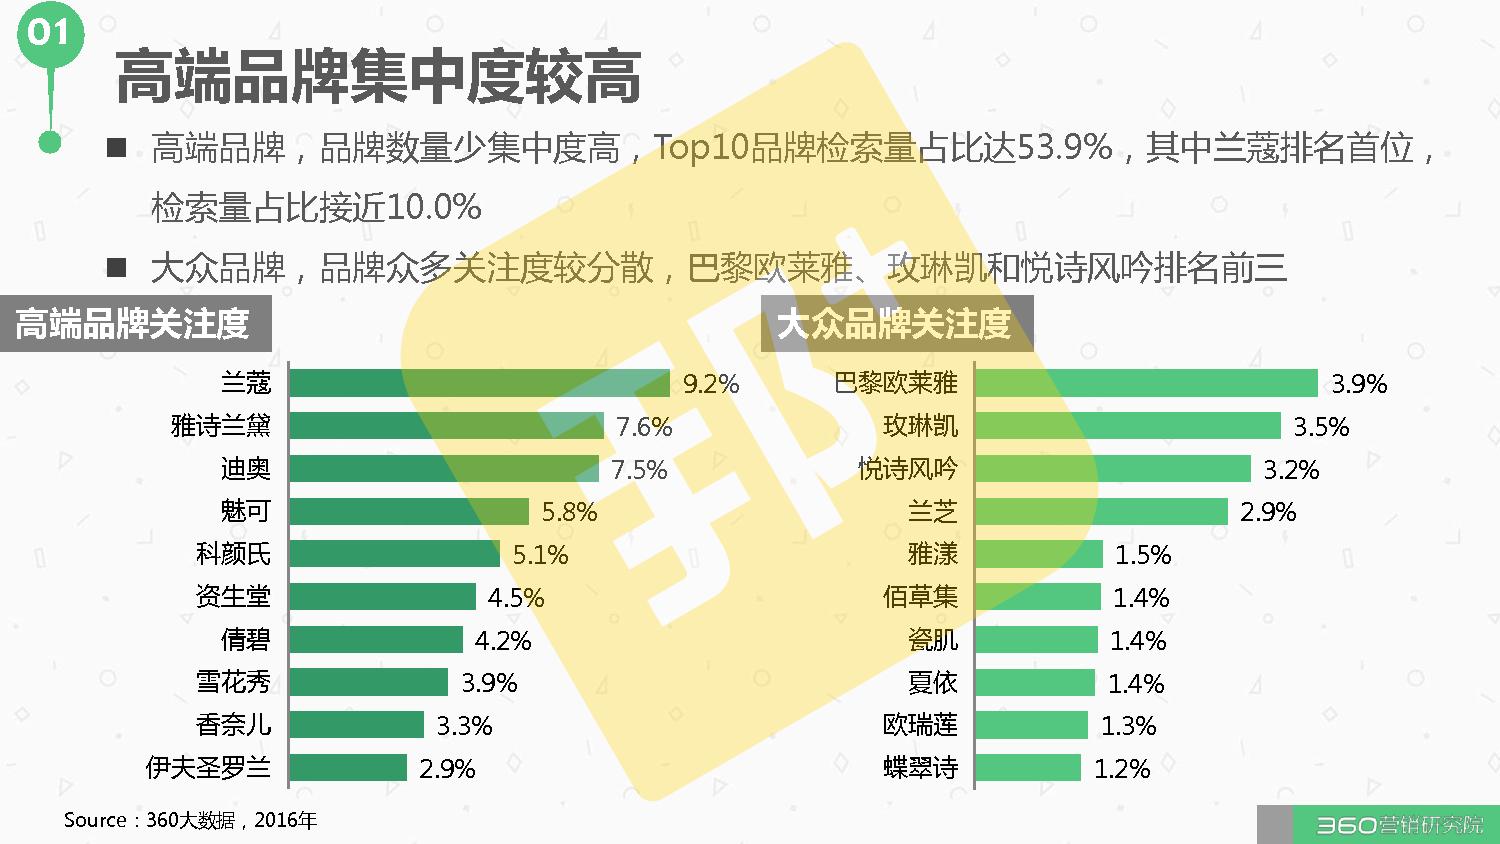 01
高端品牌集中度较高
■ 高端品牌，品牌数量少集中度高，Top10品牌检索量占比达53.9%，其中兰蔻排名首位，
检索量占比接近10.0%
■ 大众品牌，品牌众多关注度较分散，巴黎欧莱雅、玫琳凯和悦诗风吟排名前三
高端品牌关注度
兰蔻 9.2%
雅诗兰黛 7.6%
迪奥 7.5%
魅可 5.8%
科颜氏 5.1%
资生堂 4.5%
倩碧 4.2%
雪花秀 3.9%
香奈儿 3.3%
伊夫圣罗兰 2.9%
大众品牌关注度
巴黎欧莱雅 3.9%
玫琳凯 3.5%
悦诗风吟 3.2%
兰芝 2.9%
雅漾 1.5%
佰草集 1.4%
瓷肌 1.4%
夏依 1.4%
欧瑞莲 1.3%
蝶翠诗 1.2%
Source：360大数据，2016年
360营销研究院